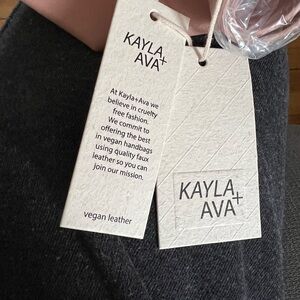 KAYLA+
AVA
At Kayla+Ava we
believe in cruelty
free fashion.
We commit to
offering the best
in vegan handbags
using quality faux
leather so you can
join our mission.
vegan leather
KAYLA+
AVA